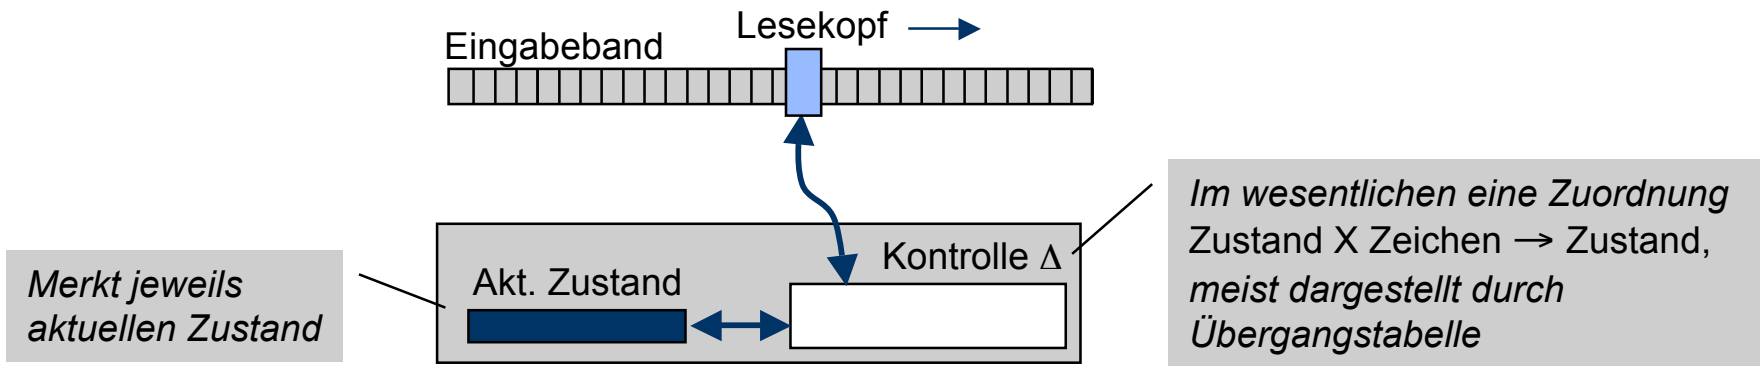 Lesekopf
Eingabeband
Kontrolle Δ
Akt. Zustand
Merkt jeweils
aktuellen Zustand
Im wesentlichen eine Zuordnung
Zustand X Zeichen → Zustand,
meist dargestellt durch
Übergangstabelle